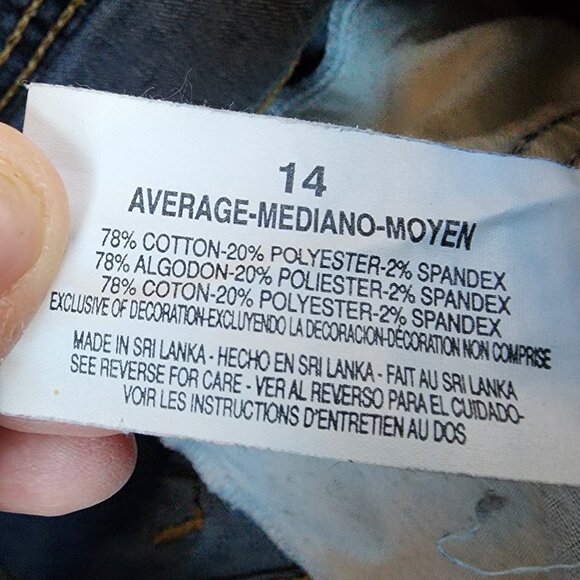 14
AVERAGE-MEDIANO-MOYEN
78% COTTON-20% POLYESTER-2% SPANDEX
78% ALGODON-20% POLIESTER-2% SPANDEX
78% COTON-20% POLYESTER-2% SPANDEX
EXCLUSIVE OF DECORATION-EXCLUYENDO LA DECORACION-DÉCORATION NON COMPRISE
MADE IN SRI LANKA - HECHO EN SRI LANKA - FAIT AU SRI LANKA
SEE REVERSE FOR CARE - VER AL REVERSO PARA EL CUIDADO-
VOIR LES INSTRUCTIONS D'ENTRETIEN AU DOS